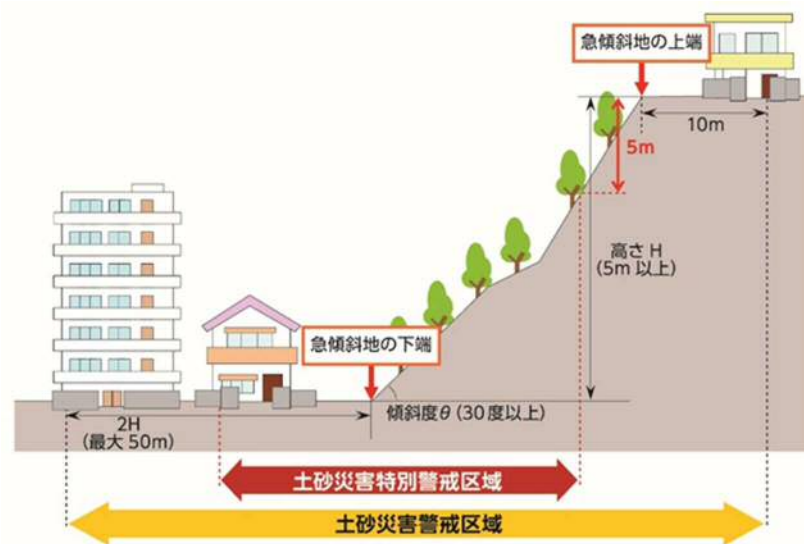 急傾斜地の上端
10m
5m
高さ H
(5m 以上)
急傾斜地の下端
傾斜度θ (30 度以上)
2H
(最大 50m)
土砂災害特別警戒区域
土砂災害警戒区域